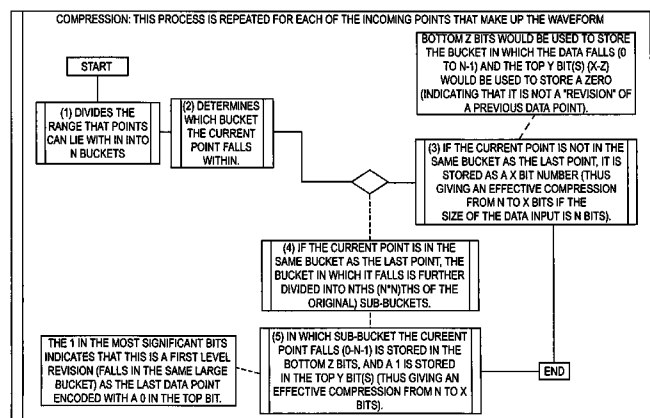 COMPRESSION: THIS PROCESS IS REPEATED FOR EACH OF THE INCOMING POINTS THAT MAKE UP THE WAVEFORM
START
(1) DIVIDES THE
RANGE THAT POINTS
CAN LIE WITH IN INTO
N BUCKETS
(2) DETERMINES
WHICH BUCKET
THE CURRENT
POINT FALLS
WITHIN.
BOTTOM Z BITS WOULD BE USED TO STORE
THE BUCKET IN WHICH THE DATA FALLS (0
TO N-1) AND THE TOP Y BIT(S) (X-Z)
WOULD BE USED TO STORE A ZERO
(INDICATING THAT IT IS NOT A "REVISION" OF
A PREVIOUS DATA POINT).
(3) IF THE CURRENT POINT IS NOT IN THE
SAME BUCKET AS THE LAST POINT, IT IS
STORED AS A X BIT NUMBER (THUS
GIVING AN EFFECTIVE COMPRESSION
FROM N TO X BITS IF THE
SIZE OF THE DATA INPUT IS N BITS).
(4) IF THE CURRENT POINT IS IN THE
SAME BUCKET AS THE LAST POINT, THE
BUCKET IN WHICH IT FALLS IS FURTHER
DIVIDED INTO NTHS (N*N)THS OF THE
ORIGINAL) SUB-BUCKETS.
THE 1 IN THE MOST SIGNIFICANT BITS
INDICATES THAT THIS IS A FIRST LEVEL
REVISION (FALLS IN THE SAME LARGE
BUCKET) AS THE LAST DATA POINT
ENCODED WITH A 0 IN THE TOP BIT.
(5) IN WHICH SUB-BUCKET THE CUREENT
POINT FALLS (0-N-1) IS STORED IN THE
BOTTOM Z BITS, AND A 1 IS STORED
IN THE TOP Y BIT(S) (THUS GIVING AN
EFFECTIVE COMPRESSION FROM N TO X
BITS).
END